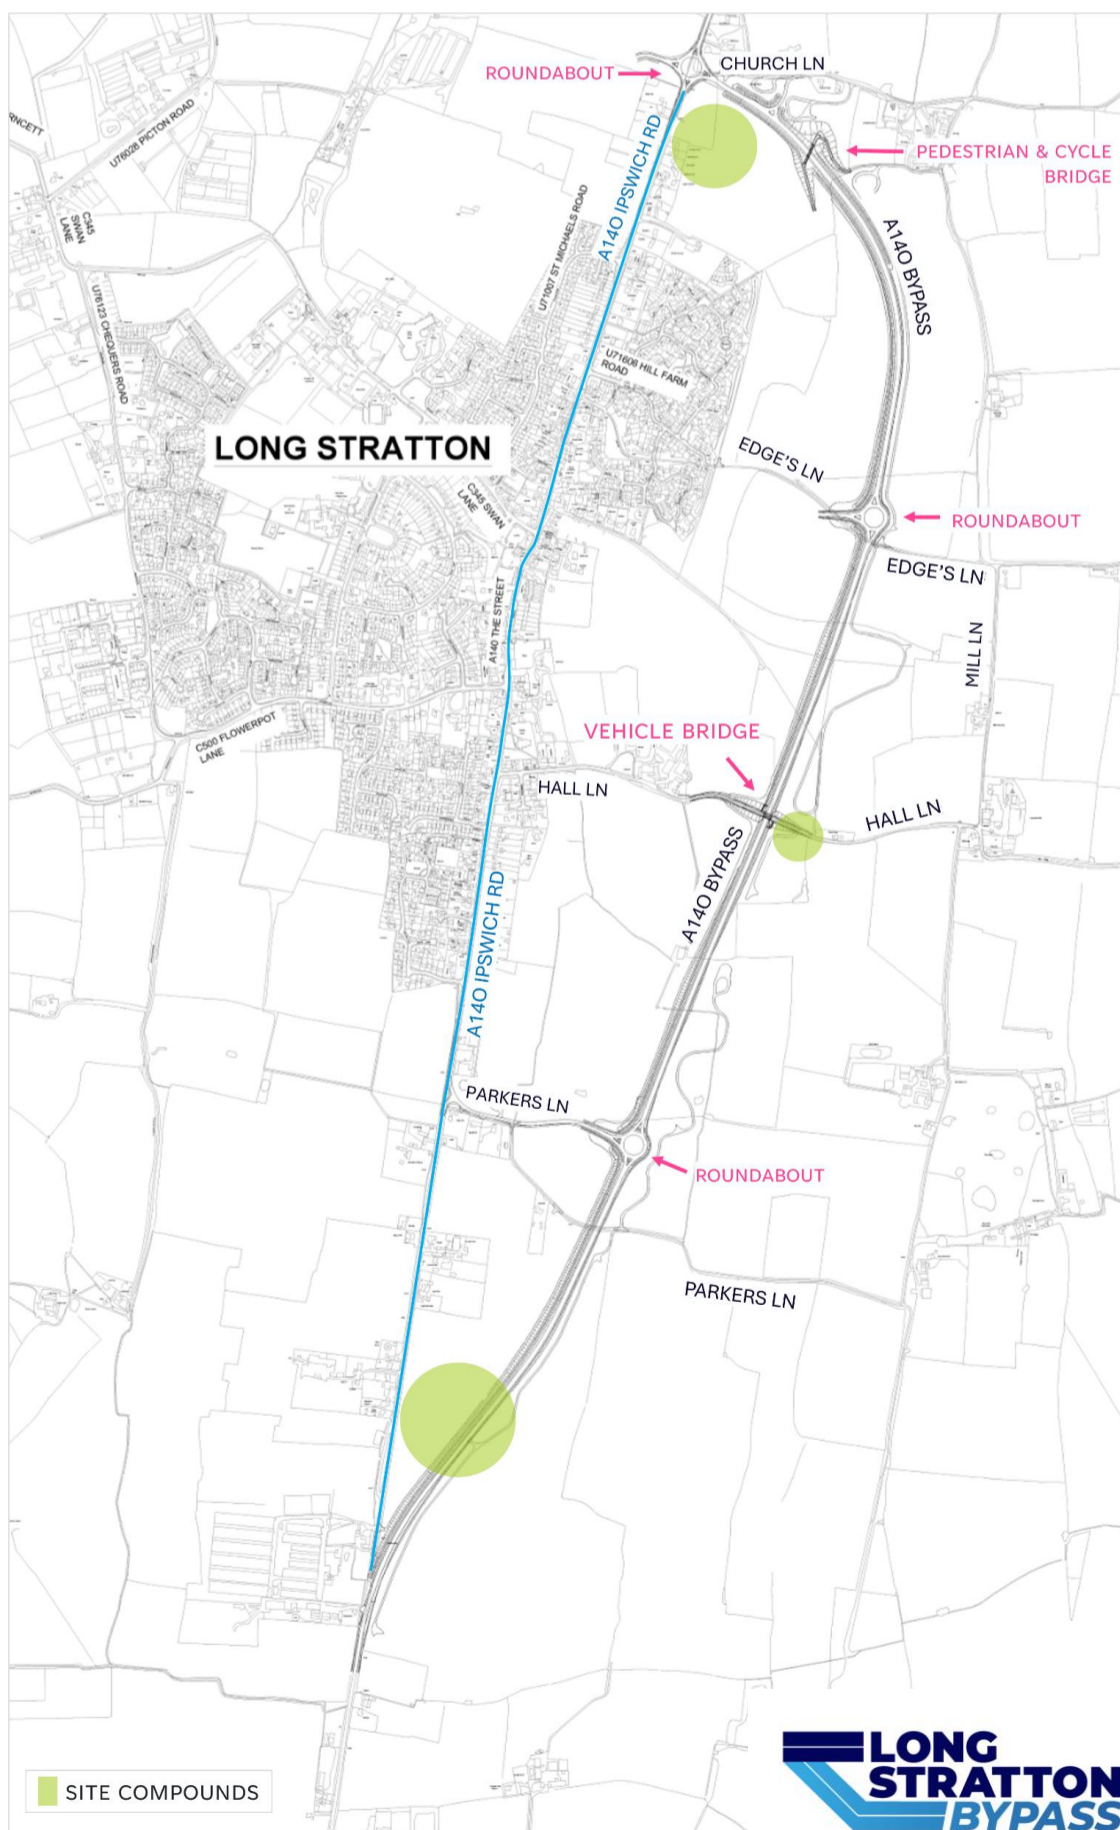 ROUNDABOUT
CHURCH LN
PEDESTRIAN & CYCLE
BRIDGE
U76028 PICTON ROAD
A140 IPSWICH RD
C345
SWAN
LANE
U71007 ST MICHAELS ROAD
A140 BYPASS
U76123 CHEQUERS ROAD
U71608 HILL FARM
ROAD
LONG STRATTON
EDGE'S LN
C345 SWAN
LANE
ROUNDABOUT
EDGE'S LN
A140 THE STREET
MILL LN
C500 FLOWERPOT
LANE
VEHICLE BRIDGE
HALL LN
HALL LN
A140 BYPASS
A140 IPSWICH RD
PARKERS LN
ROUNDABOUT
PARKERS LN
SITE COMPOUNDS
LONG
STRATTON
BYPASS